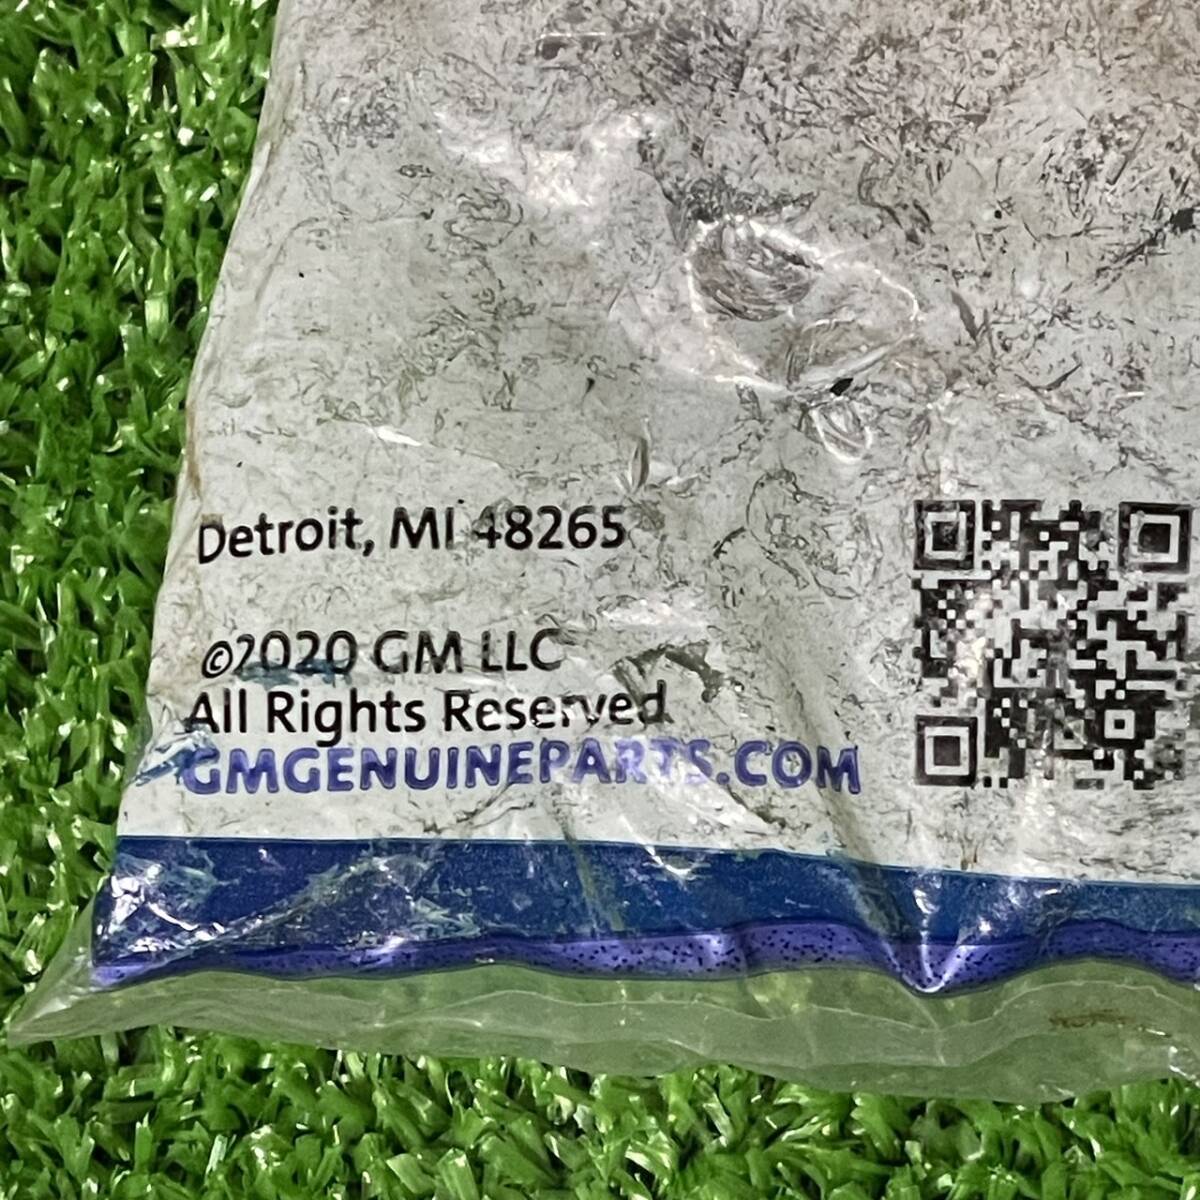 Detroit, MI 48265
©2020 GM LLC
All Rights Reserved
GMGENUINEPARTS.COM